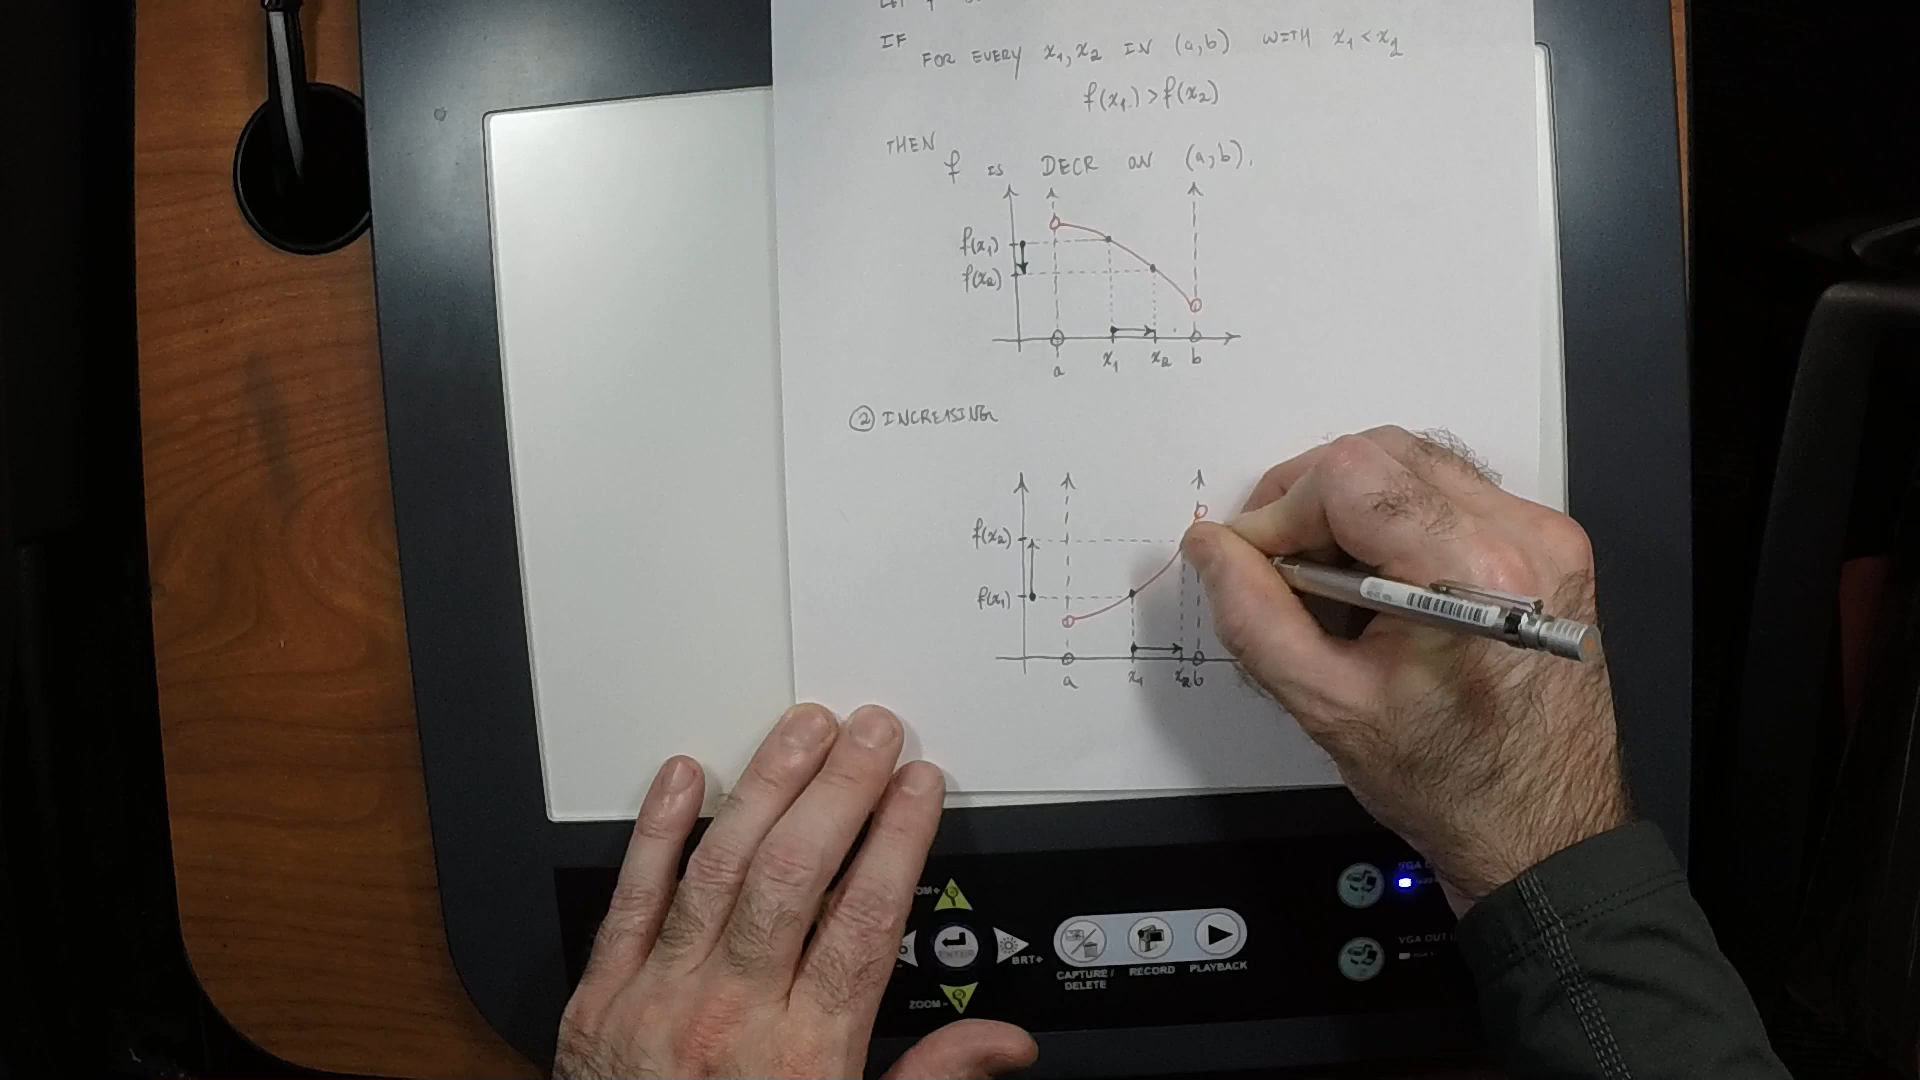 IF
FOR EVERY x₁, x₂ IN (a,b) WITH x₁ < x₂
f(x₁) > f(x₂)
THEN
f IS DECR ON (a,b).
f(x₁)
f(x₂)
a x₁ x₂ b
② INCREASING
f(x₂)
f(x₁)
a x₁ x₂ b
ENTER
BRT+
ZOOM-
CAPTURE / DELETE
RECORD
PLAYBACK
VGA OUT